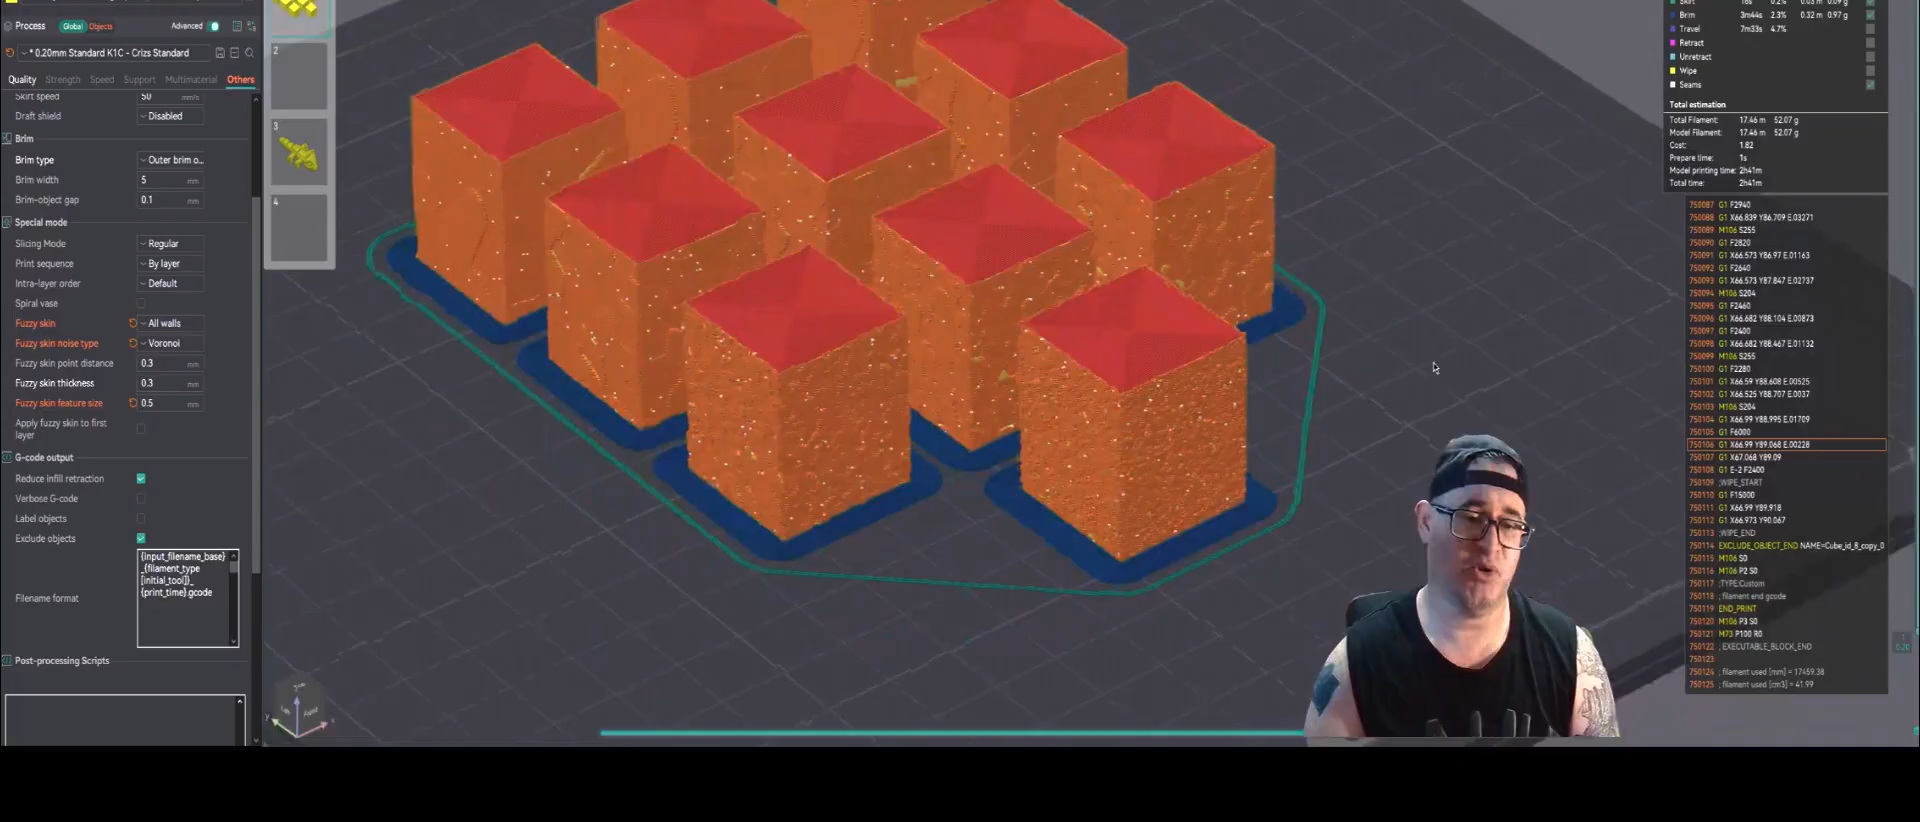 Process Global Objects Advanced
* 0.20mm Standard K1C - Crizs Standard
Quality Strength Speed Support Multimaterial Others
Skirt speed 50 mm/s
Draft shield Disabled
Brim
Brim type Outer brim o...
Brim width 5 mm
Brim-object gap 0.1 mm
Special mode
Slicing Mode Regular
Print sequence By layer
Intra-layer order Default
Spiral vase
Fuzzy skin All walls
Fuzzy skin noise type Voronoi
Fuzzy skin point distance 0.3 mm
Fuzzy skin thickness 0.3 mm
Fuzzy skin feature size 0.5 mm
Apply fuzzy skin to first
layer
G-code output
Reduce infill retraction
Verbose G-code
Label objects
Exclude objects
{input_filename_base}
_{filament_type
[initial_tool]}_
{print_time}.gcode
Filename format
Post-processing Scripts
2
3
4
Front
Skirt 16s 0.2% 0.03 m 0.09 g
Brim 3m44s 2.3% 0.32 m 0.97 g
Travel 7m33s 4.7%
Retract
Unretract
Wipe
Seams
Total estimation
Total Filament: 17.46 m 52.07 g
Model Filament: 17.46 m 52.07 g
Cost: 1.82
Prepare time: 1s
Model printing time: 2h41m
Total time: 2h41m
750087 G1 F2940
750088 G1 X66.839 Y86.709 E.03271
750089 M106 S255
750090 G1 F2820
750091 G1 X66.573 Y86.97 E.01163
750092 G1 F2640
750093 G1 X66.573 Y87.847 E.02737
750094 M106 S204
750095 G1 F2460
750096 G1 X66.682 Y88.104 E.00873
750097 G1 F2400
750098 G1 X66.682 Y88.467 E.01132
750099 M106 S255
750100 G1 F2280
750101 G1 X66.59 Y88.608 E.00525
750102 G1 X66.525 Y88.707 E.0037
750103 M106 S204
750104 G1 X66.99 Y88.995 E.01709
750105 G1 F6000
750106 G1 X66.99 Y89.068 E.00228
750107 G1 X67.068 Y89.09
750108 G1 E-2 F2400
750109 ;WIPE_START
750110 G1 F15000
750111 G1 X66.99 Y89.918
750112 G1 X66.973 Y90.067
750113 ;WIPE_END
750114 EXCLUDE_OBJECT_END NAME=Cube_id_8_copy_0
750115 M106 S0
750116 M106 P2 S0
750117 ;TYPE:Custom
750118 ; filament end gcode
750119 END_PRINT
750120 M106 P3 S0
750121 M73 P100 R0
750122 ; EXECUTABLE_BLOCK_END
750123
750124 ; filament used [mm] = 17459.38
750125 ; filament used [cm3] = 41.99
1
0.20